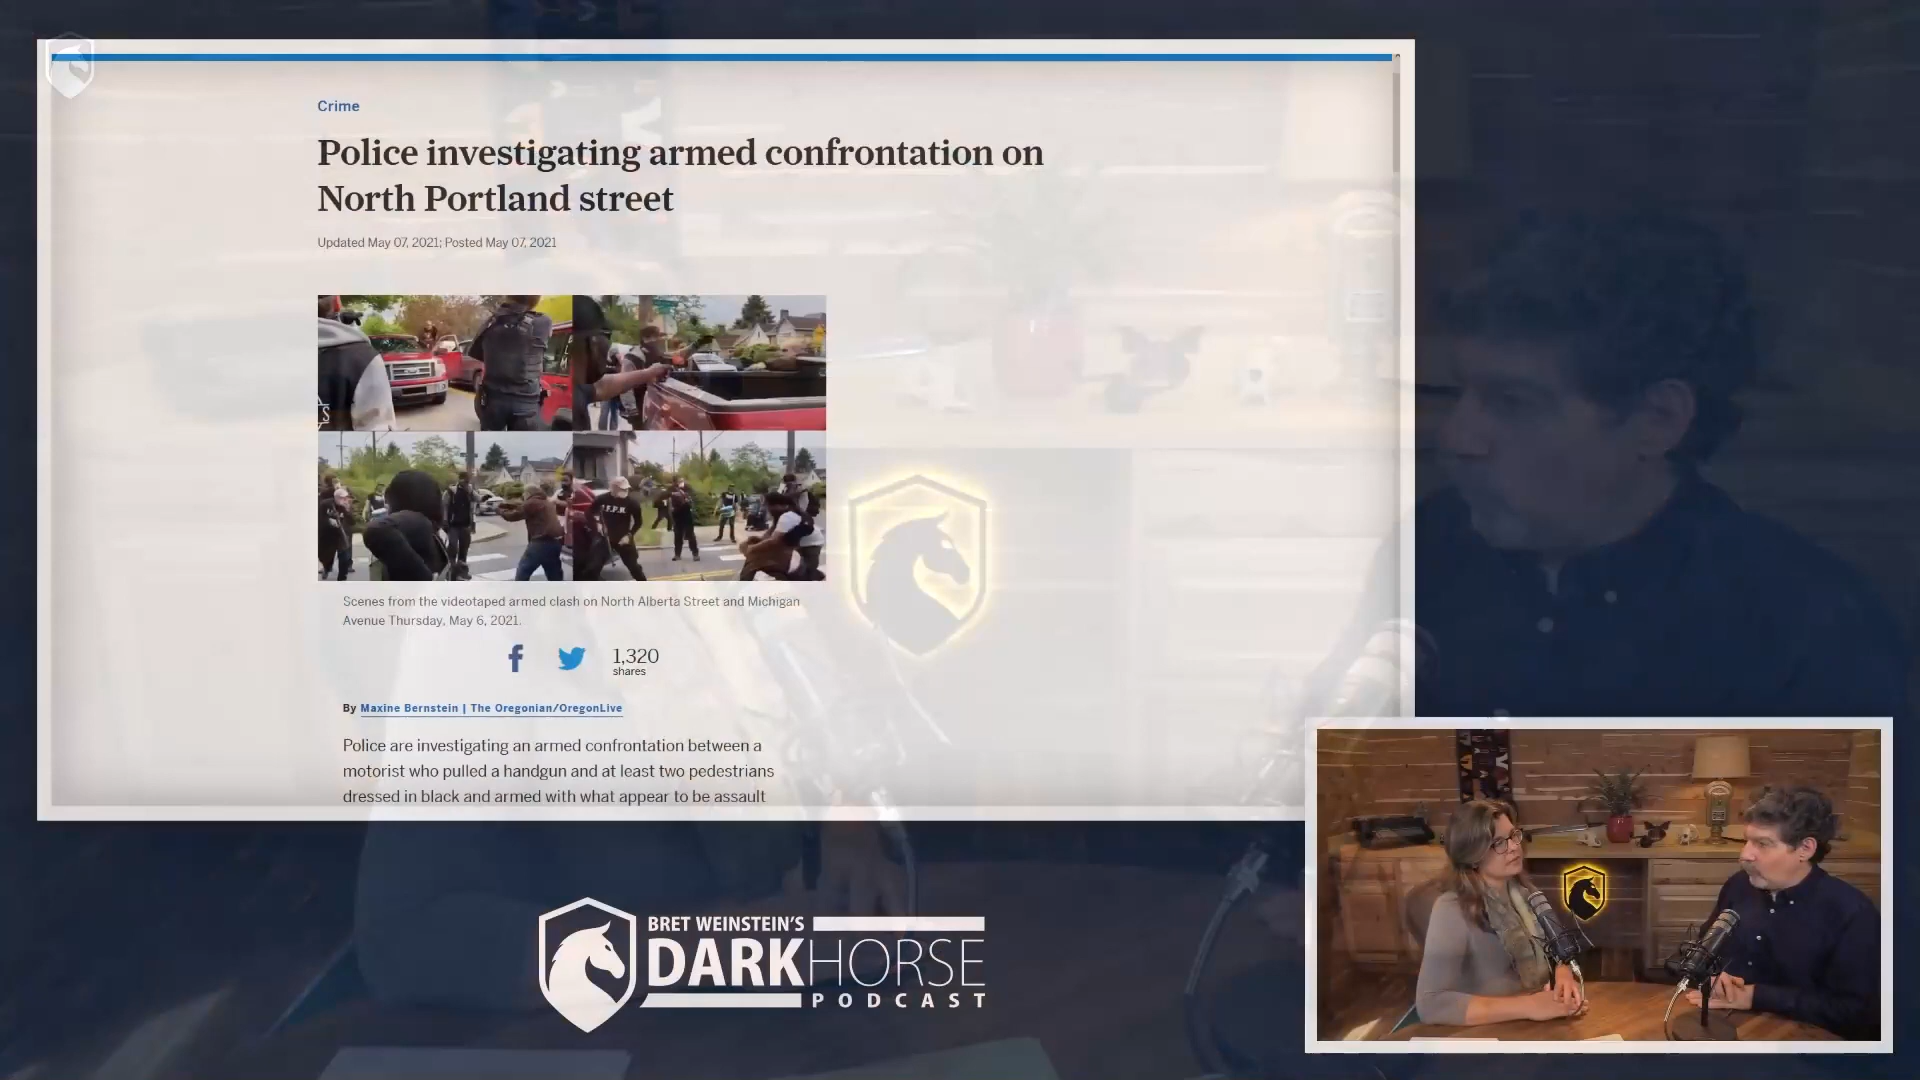 Crime
Police investigating armed confrontation on
North Portland street
Updated May 07, 2021; Posted May 07, 2021
Scenes from the videotaped armed clash on North Alberta Street and Michigan
Avenue Thursday, May 6, 2021.
1,320
shares
By Maxine Bernstein | The Oregonian/OregonLive
Police are investigating an armed confrontation between a
motorist who pulled a handgun and at least two pedestrians
dressed in black and armed with what appear to be assault
BRET WEINSTEIN'S
DARKHORSE
PODCAST